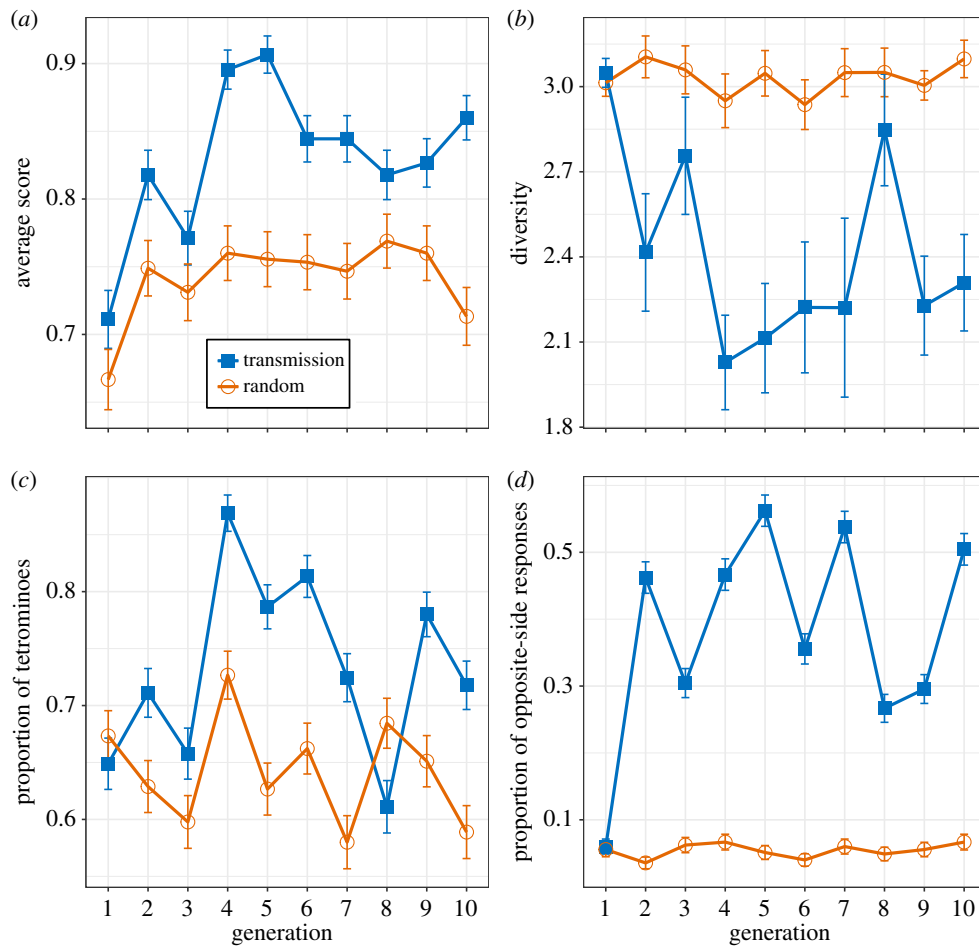 (a)
average score
0.9
0.8
0.7
transmission
random
(b)
diversity
3.0
2.7
2.4
2.1
1.8
(c)
proportion of tetrominoes
0.8
0.7
0.6
1 2 3 4 5 6 7 8 9 10
generation
(d)
proportion of opposite-side responses
0.5
0.3
0.1
1 2 3 4 5 6 7 8 9 10
generation